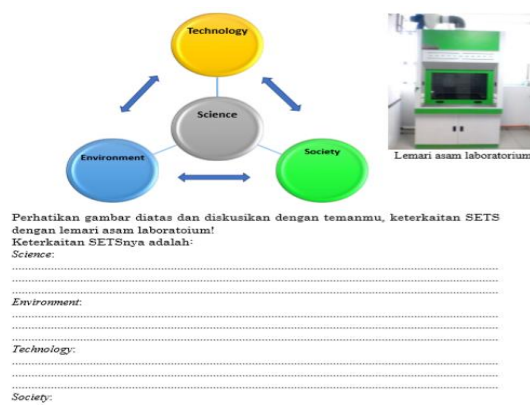 Technology
Science
Environment
Society
Lemari asam laboratorium
Perhatikan gambar diatas dan diskusikan dengan temanmu, keterkaitan SETS
dengan lemari asam laboratoium!
Keterkaitan SETSnya adalah:
Science:
Environment:
Technology:
Society: